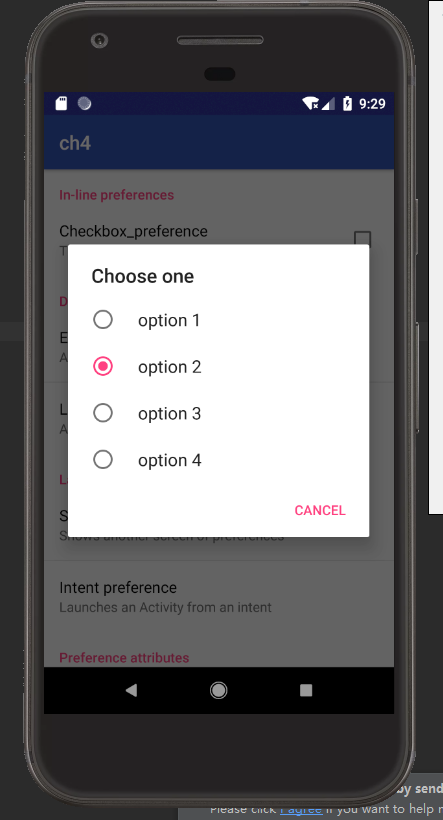 9:29
ch4
In-line preferences
Checkbox_preference
T
D
Choose one
E
A
option 1
option 2
L
A
option 3
option 4
L
S
CANCEL
Shows another screen of preferences
Intent preference
Launches an Activity from an intent
Preference attributes
by send
Please click I agree if you want to help